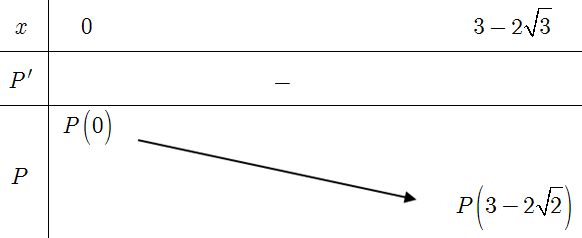 x 0 3 − 2√3
P′ −
P(0)
P
P(3 − 2√2)